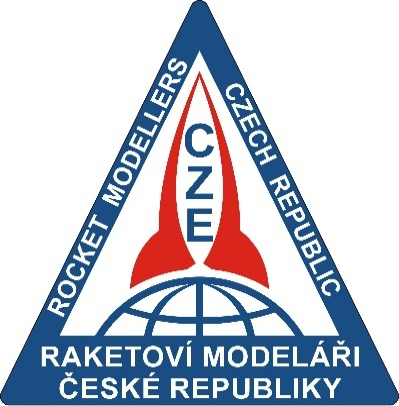 ROCKET MODELLERS
CZECH REPUBLIC
CZE
RAKETOVÍ MODELÁŘI
ČESKÉ REPUBLIKY